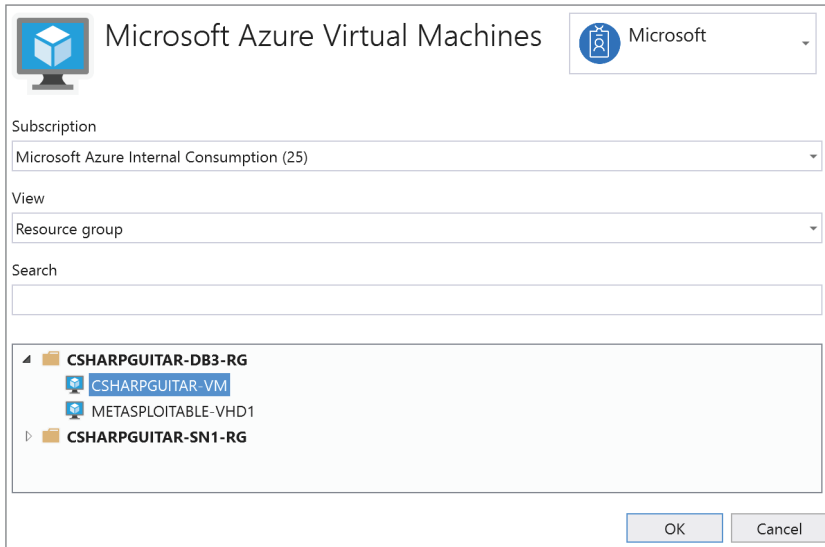 Microsoft Azure Virtual Machines
Microsoft
Subscription
Microsoft Azure Internal Consumption (25)
View
Resource group
Search
CSHARPGUITAR-DB3-RG
CSHARPGUITAR-VM
METASPLOITABLE-VHD1
CSHARPGUITAR-SN1-RG
OK
Cancel